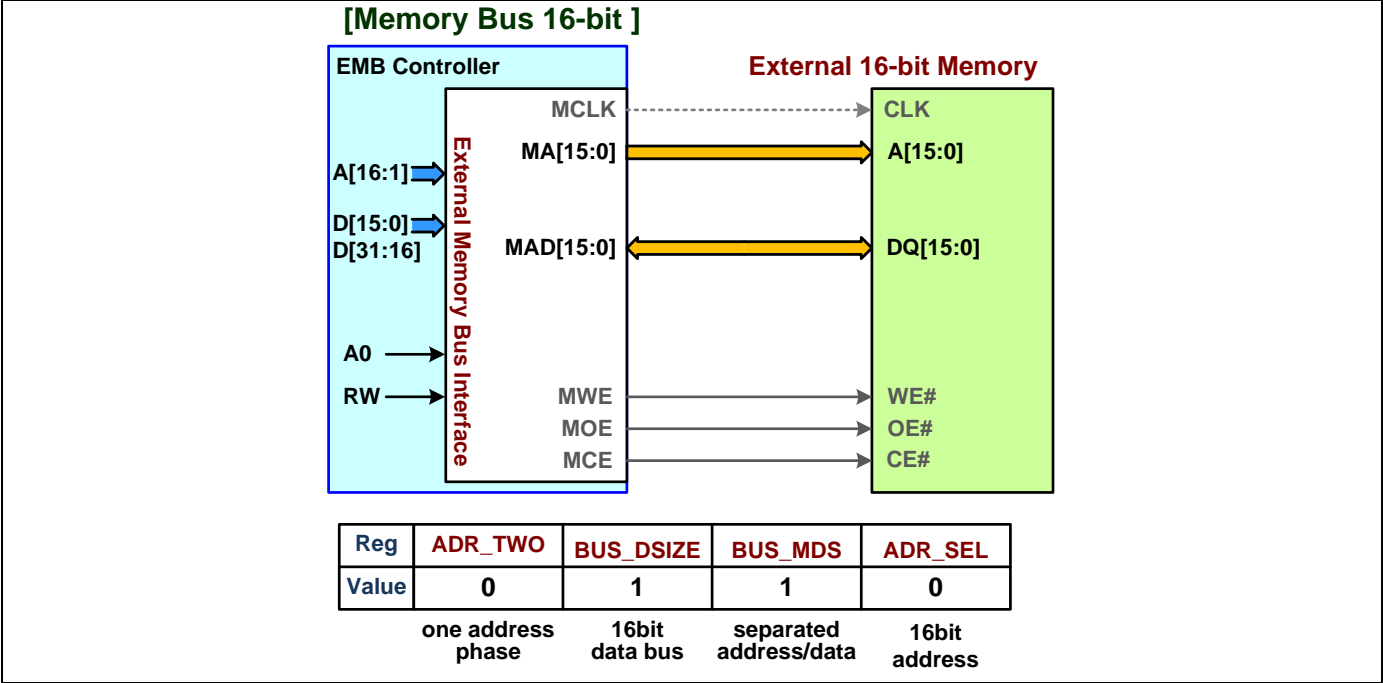 [Memory Bus 16-bit ]
EMB Controller
External 16-bit Memory
MCLK
CLK
MA[15:0]
A[15:0]
A[16:1]
D[15:0]
D[31:16]
MAD[15:0]
DQ[15:0]
External Memory Bus Interface
A0
RW
MWE
WE#
MOE
OE#
MCE
CE#
Reg ADR_TWO BUS_DSIZE BUS_MDS ADR_SEL
Value 0 1 1 0
one address phase
16bit data bus
separated address/data
16bit address